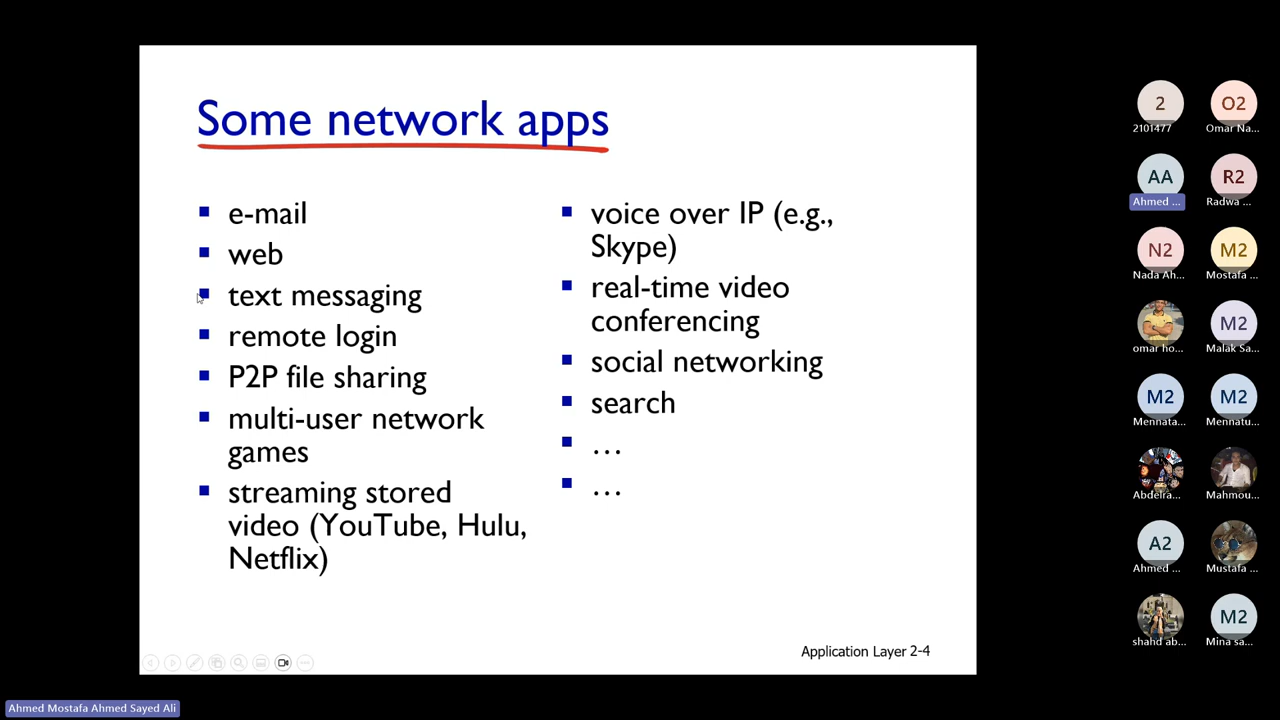 Some network apps
e-mail
web
text messaging
remote login
P2P file sharing
multi-user network
games
streaming stored
video (YouTube, Hulu,
Netflix)
voice over IP (e.g.,
Skype)
real-time video
conferencing
social networking
search
…
…
Application Layer 2-4
2
2101477
O2
Omar Na...
AA
Ahmed ...
R2
Radwa ...
N2
Nada Ah...
M2
Mostafa ...
omar ho...
M2
Malak Sa...
M2
Mennata...
M2
Mennatu...
Abdelra...
Mahmou...
A2
Ahmed ...
Mustafa ...
shahd ab...
M2
Mina sa...
Ahmed Mostafa Ahmed Sayed Ali